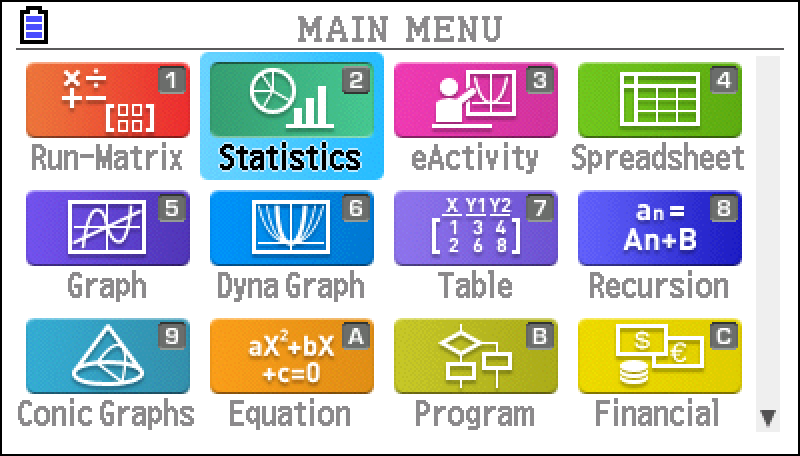 MAIN MENU
×÷ 1 2 3 4
+− [ ]
Run-Matrix Statistics eActivity Spreadsheet
5 6 X Y1 Y2 7 an= 8
1 3 4
2 6 8 An+B
Graph Dyna Graph Table Recursion
9 aX²+bX A B $ € C
+c=0
Conic Graphs Equation Program Financial